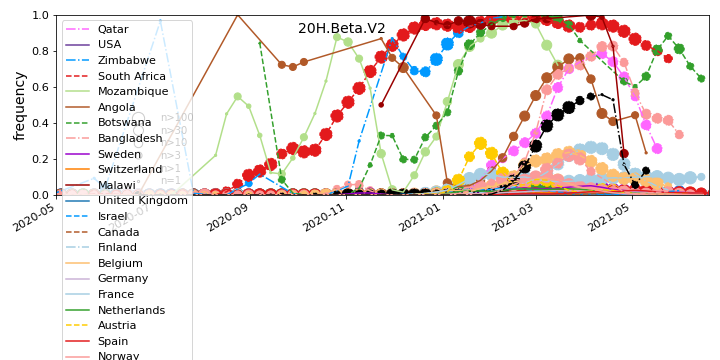 20H.Beta.V2
frequency
1.0
0.8
0.6
0.4
0.2
0.0
2020-05
2020-07
2020-09
2020-11
2021-01
2021-03
2021-05
n>100
n>30
n>10
n>3
n>1
n=1
Qatar
USA
Zimbabwe
South Africa
Mozambique
Angola
Botswana
Bangladesh
Sweden
Switzerland
Malawi
United Kingdom
Israel
Canada
Finland
Belgium
Germany
France
Netherlands
Austria
Spain
Norway